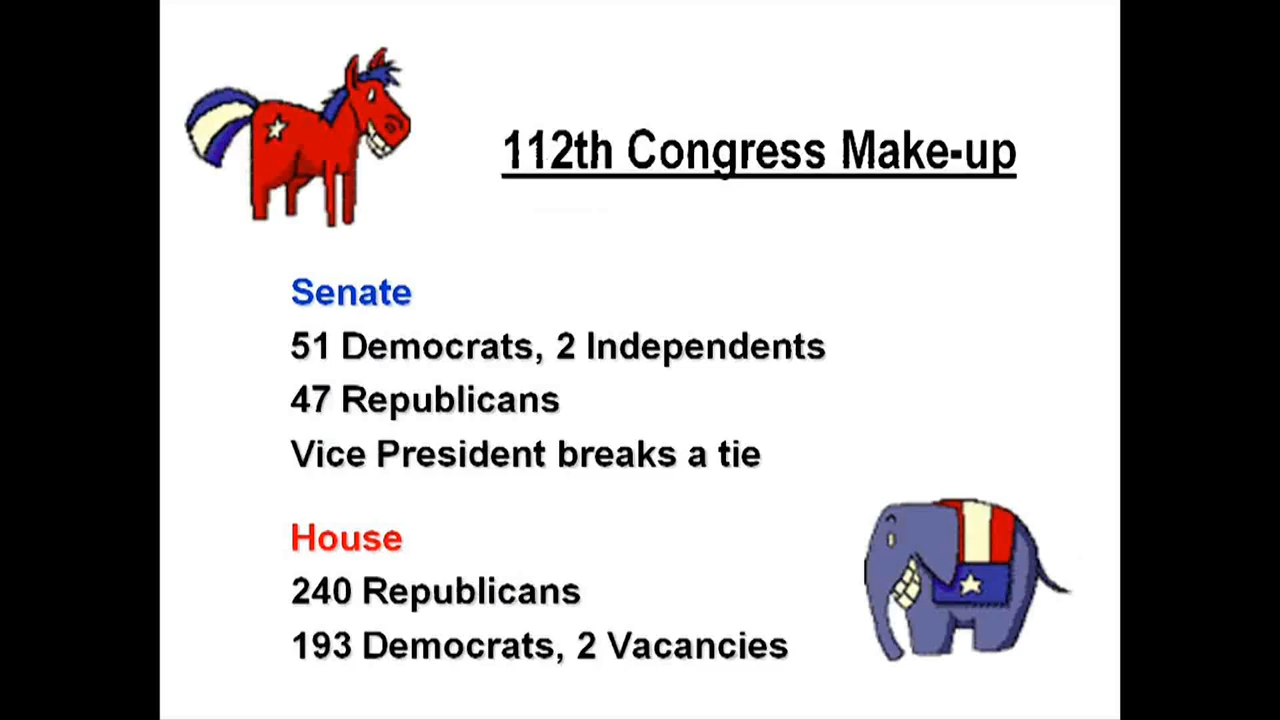 112th Congress Make-up
Senate
51 Democrats, 2 Independents
47 Republicans
Vice President breaks a tie
House
240 Republicans
193 Democrats, 2 Vacancies